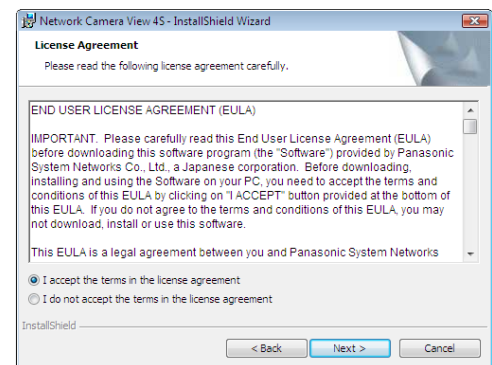 Network Camera View 4S - InstallShield Wizard
License Agreement
Please read the following license agreement carefully.
END USER LICENSE AGREEMENT (EULA)
IMPORTANT. Please carefully read this End User License Agreement (EULA)
before downloading this software program (the "Software") provided by Panasonic
System Networks Co., Ltd., a Japanese corporation. Before downloading,
installing and using the Software on your PC, you need to accept the terms and
conditions of this EULA by clicking on "I ACCEPT" button provided at the bottom of
this EULA. If you do not agree to the terms and conditions of this EULA, you may
not download, install or use this software.
This EULA is a legal agreement between you and Panasonic System Networks
I accept the terms in the license agreement
I do not accept the terms in the license agreement
InstallShield
< Back Next > Cancel